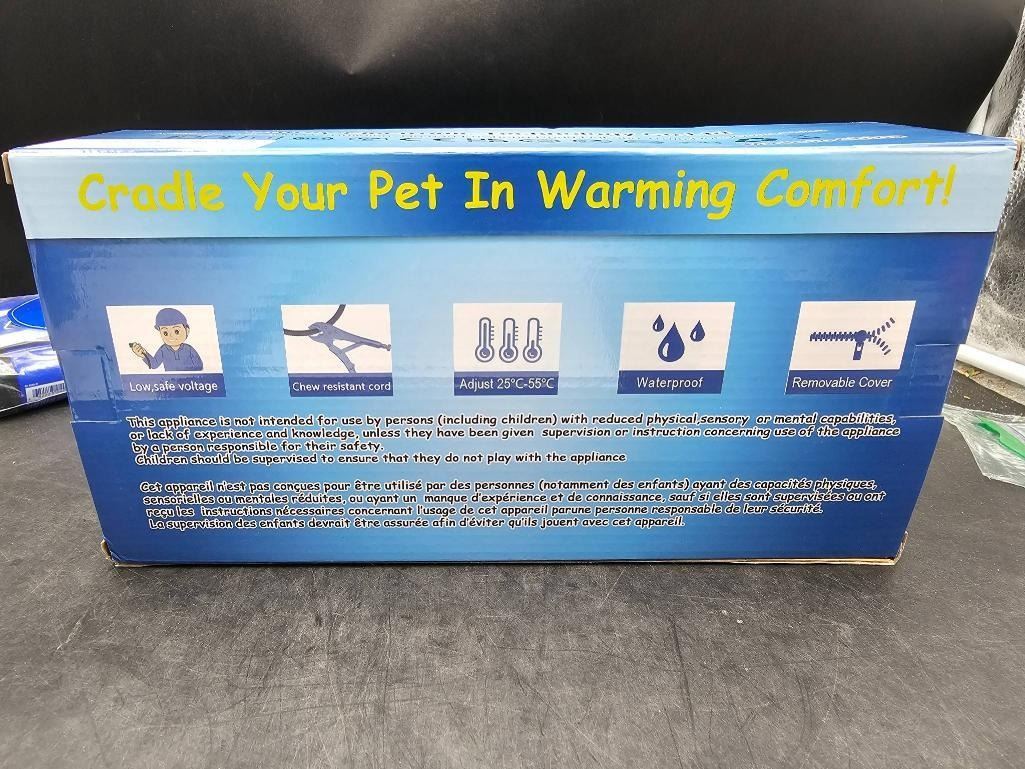 Cradle Your Pet In Warming Comfort!
Low,safe voltage
Chew resistant cord
Adjust 25°C-55°C
Waterproof
Removable Cover
This appliance is not intended for use by persons (including children) with reduced physical,sensory or mental capabilities,
or lack of experience and knowledge, unless they have been given supervision or instruction concerning use of the appliance
by a person responsible for their safety.
Children should be supervised to ensure that they do not play with the appliance
Cet appareil n'est pas conçues pour être utilisé par des personnes (notamment des enfants) ayant des capacités physiques,
sensorielles ou mentales réduites, ou ayant un manque d'expérience et de connaissance, sauf si elles sont supervisées ou ont
reçu les instructions nécessaires concernant l'usage de cet appareil parune personne responsable de leur sécurité.
La supervision des enfants devrait être assurée afin d'éviter qu'ils jouent avec cet appareil.